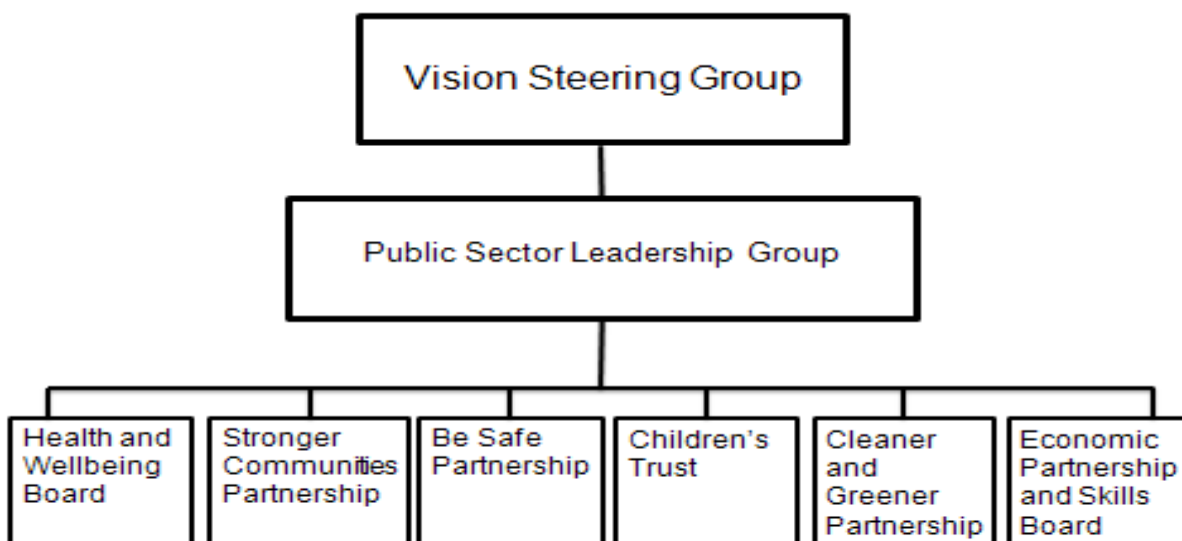 Vision Steering Group
Public Sector Leadership Group
Health and
Wellbeing
Board
Stronger
Communities
Partnership
Be Safe
Partnership
Children's
Trust
Cleaner
and
Greener
Partnership
Economic
Partnership
and Skills
Board